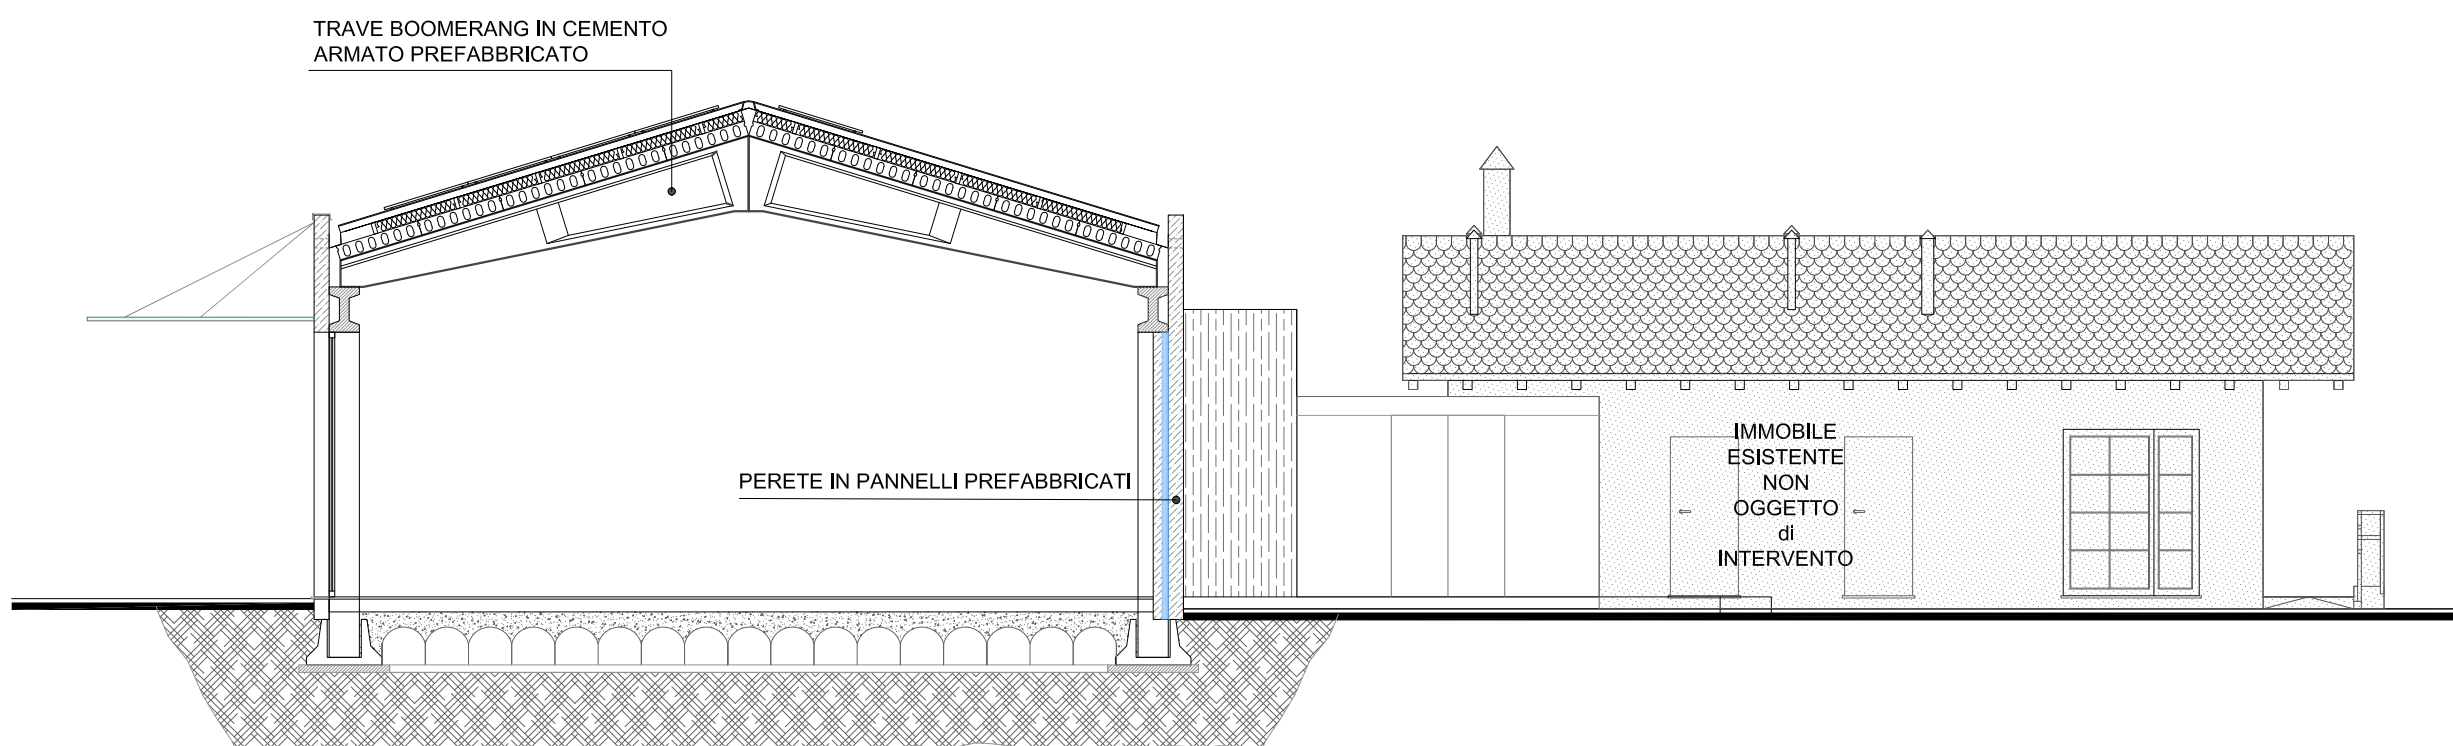 TRAVE BOOMERANG IN CEMENTO
ARMATO PREFABBRICATO
PERETE IN PANNELLI PREFABBRICATI
IMMOBILE
ESISTENTE
NON
OGGETTO
di
INTERVENTO